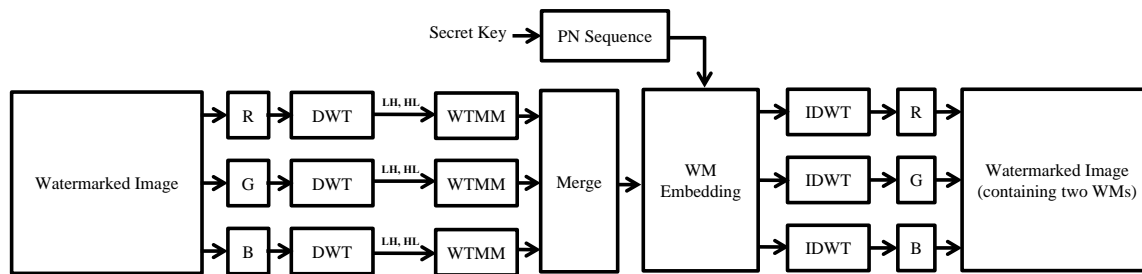 Secret Key
PN Sequence
R
DWT
LH, HL
WTMM
IDWT
R
Watermarked Image
G
DWT
LH, HL
WTMM
Merge
WM
Embedding
IDWT
G
Watermarked Image
(containing two WMs)
B
DWT
LH, HL
WTMM
IDWT
B